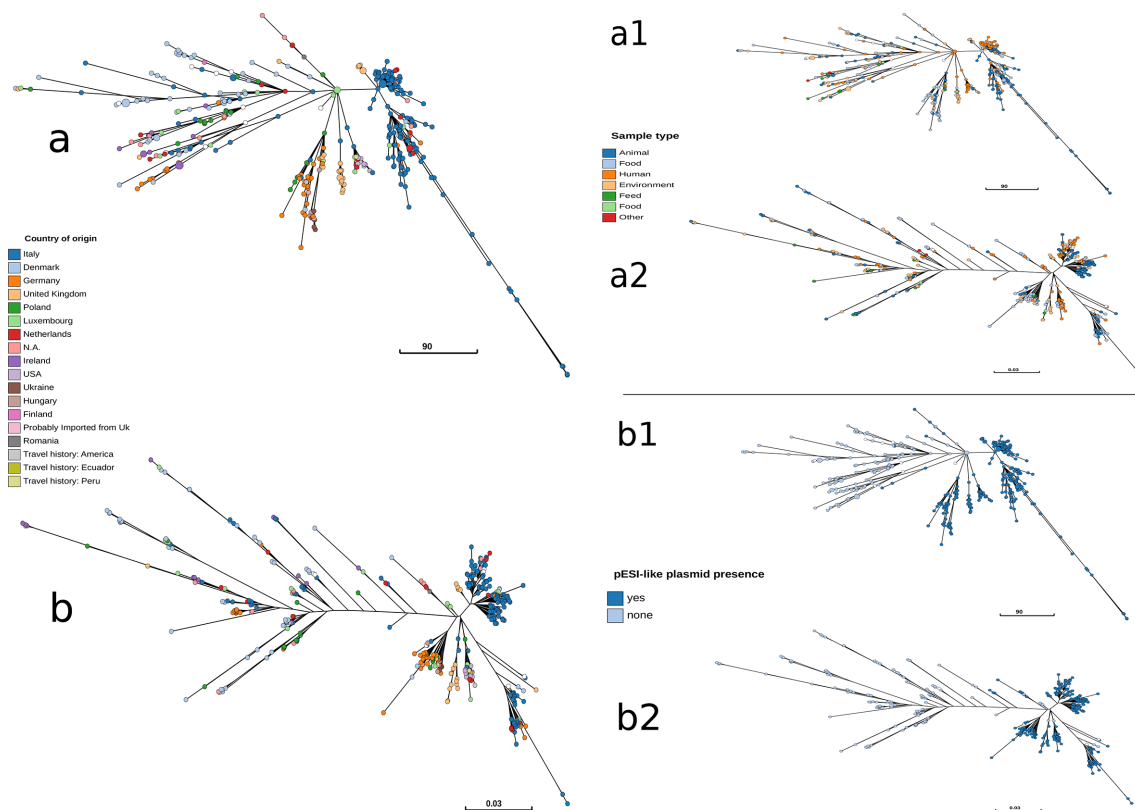 a
Country of origin
Italy
Denmark
Germany
United Kingdom
Poland
Luxembourg
Netherlands
N.A.
Ireland
USA
Ukraine
Hungary
Finland
Probably Imported from Uk
Romania
Travel history: America
Travel history: Ecuador
Travel history: Peru
90
b
0.03
a1
Sample type
Animal
Food
Human
Environment
Feed
Food
Other
90
a2
0.03
b1
pESI-like plasmid presence
yes
none
90
b2
0.03